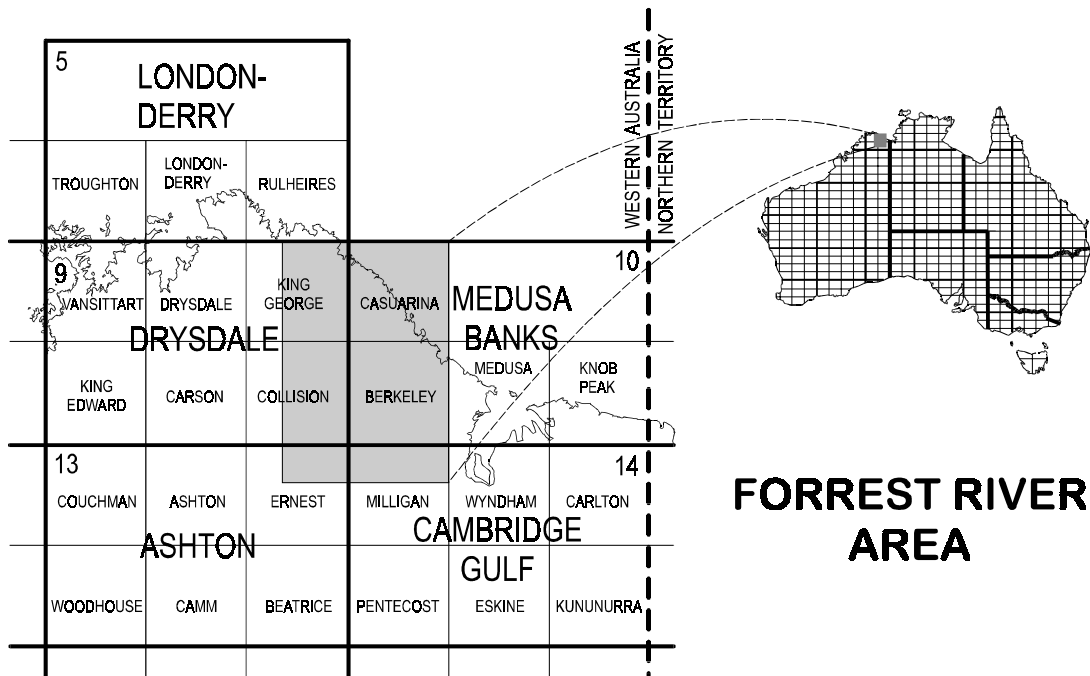 5
LONDON-
DERRY
WESTERN AUSTRALIA
NORTHERN TERRITORY
TROUGHTON
LONDON-
DERRY
RULHEIRES
9
10
VANSITTART
DRYSDALE
KING
GEORGE
CASUARINA
MEDUSA
BANKS
DRYSDALE
KING
EDWARD
CARSON
COLLISION
BERKELEY
MEDUSA
KNOB
PEAK
13
14
COUCHMAN
ASHTON
ERNEST
MILLIGAN
WYNDHAM
CARLTON
ASHTON
CAMBRIDGE
GULF
WOODHOUSE
CAMM
BEATRICE
PENTECOST
ESKINE
KUNUNURRA
FORREST RIVER
AREA